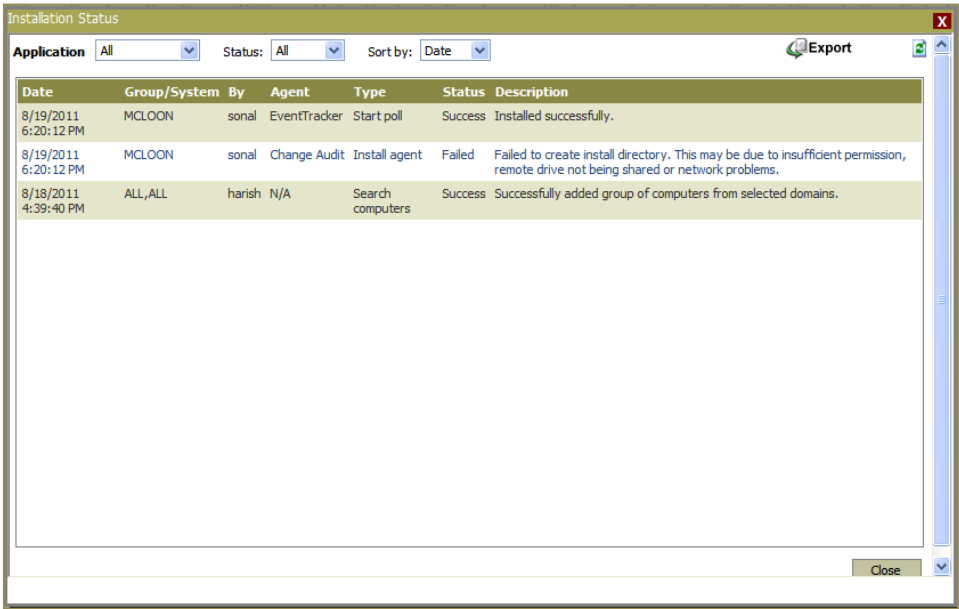 Installation Status
X
Application All Status: All Sort by: Date Export
Date Group/System By Agent Type Status Description
8/19/2011 MCLOON sonal EventTracker Start poll Success Installed successfully.
6:20:12 PM
8/19/2011 MCLOON sonal Change Audit Install agent Failed Failed to create install directory. This may be due to insufficient permission,
6:20:12 PM remote drive not being shared or network problems.
8/18/2011 ALL,ALL harish N/A Search Success Successfully added group of computers from selected domains.
4:39:40 PM computers
Close